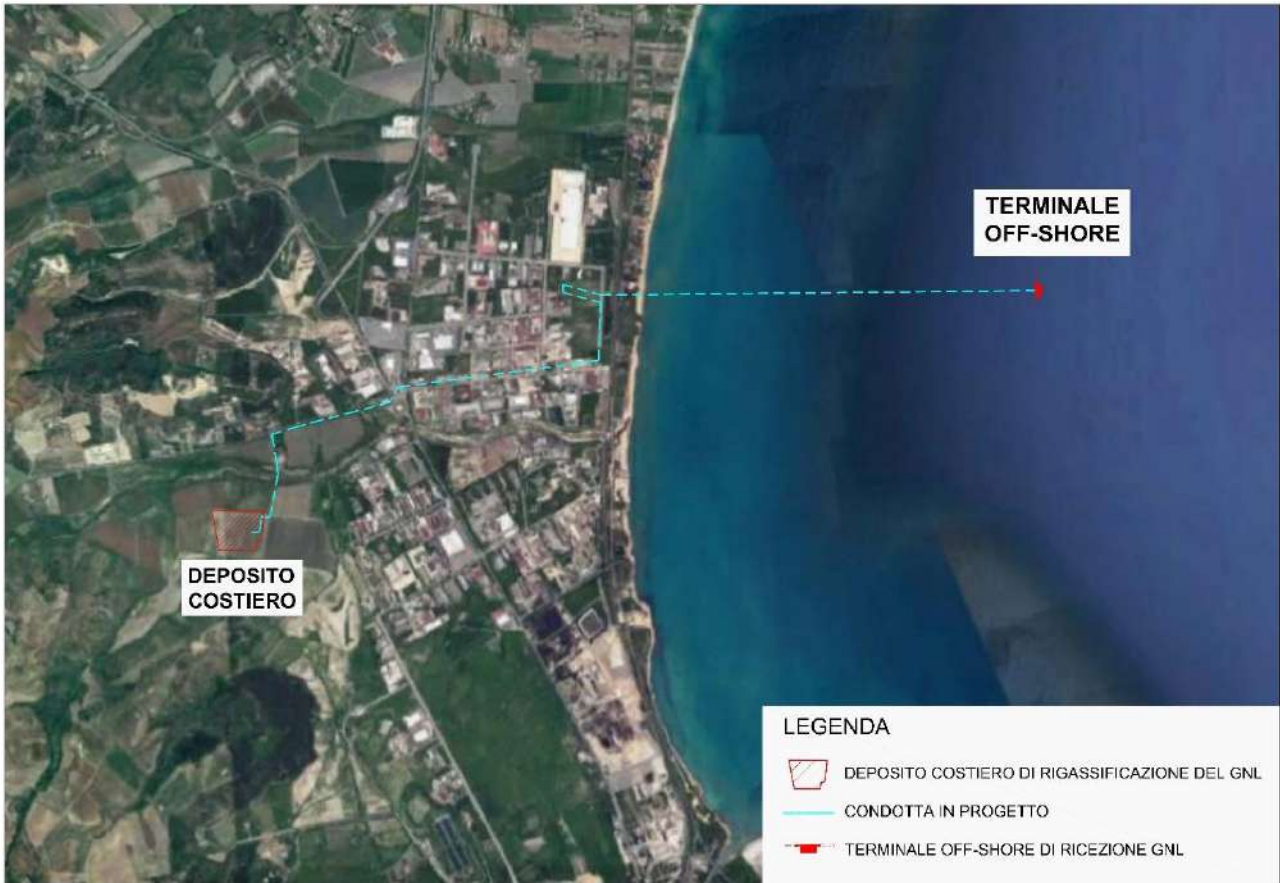 TERMINALE
OFF-SHORE
DEPOSITO
COSTIERO
LEGENDA
DEPOSITO COSTIERO DI RIGASSIFICAZIONE DEL GNL
CONDOTTA IN PROGETTO
TERMINALE OFF-SHORE DI RICEZIONE GNL